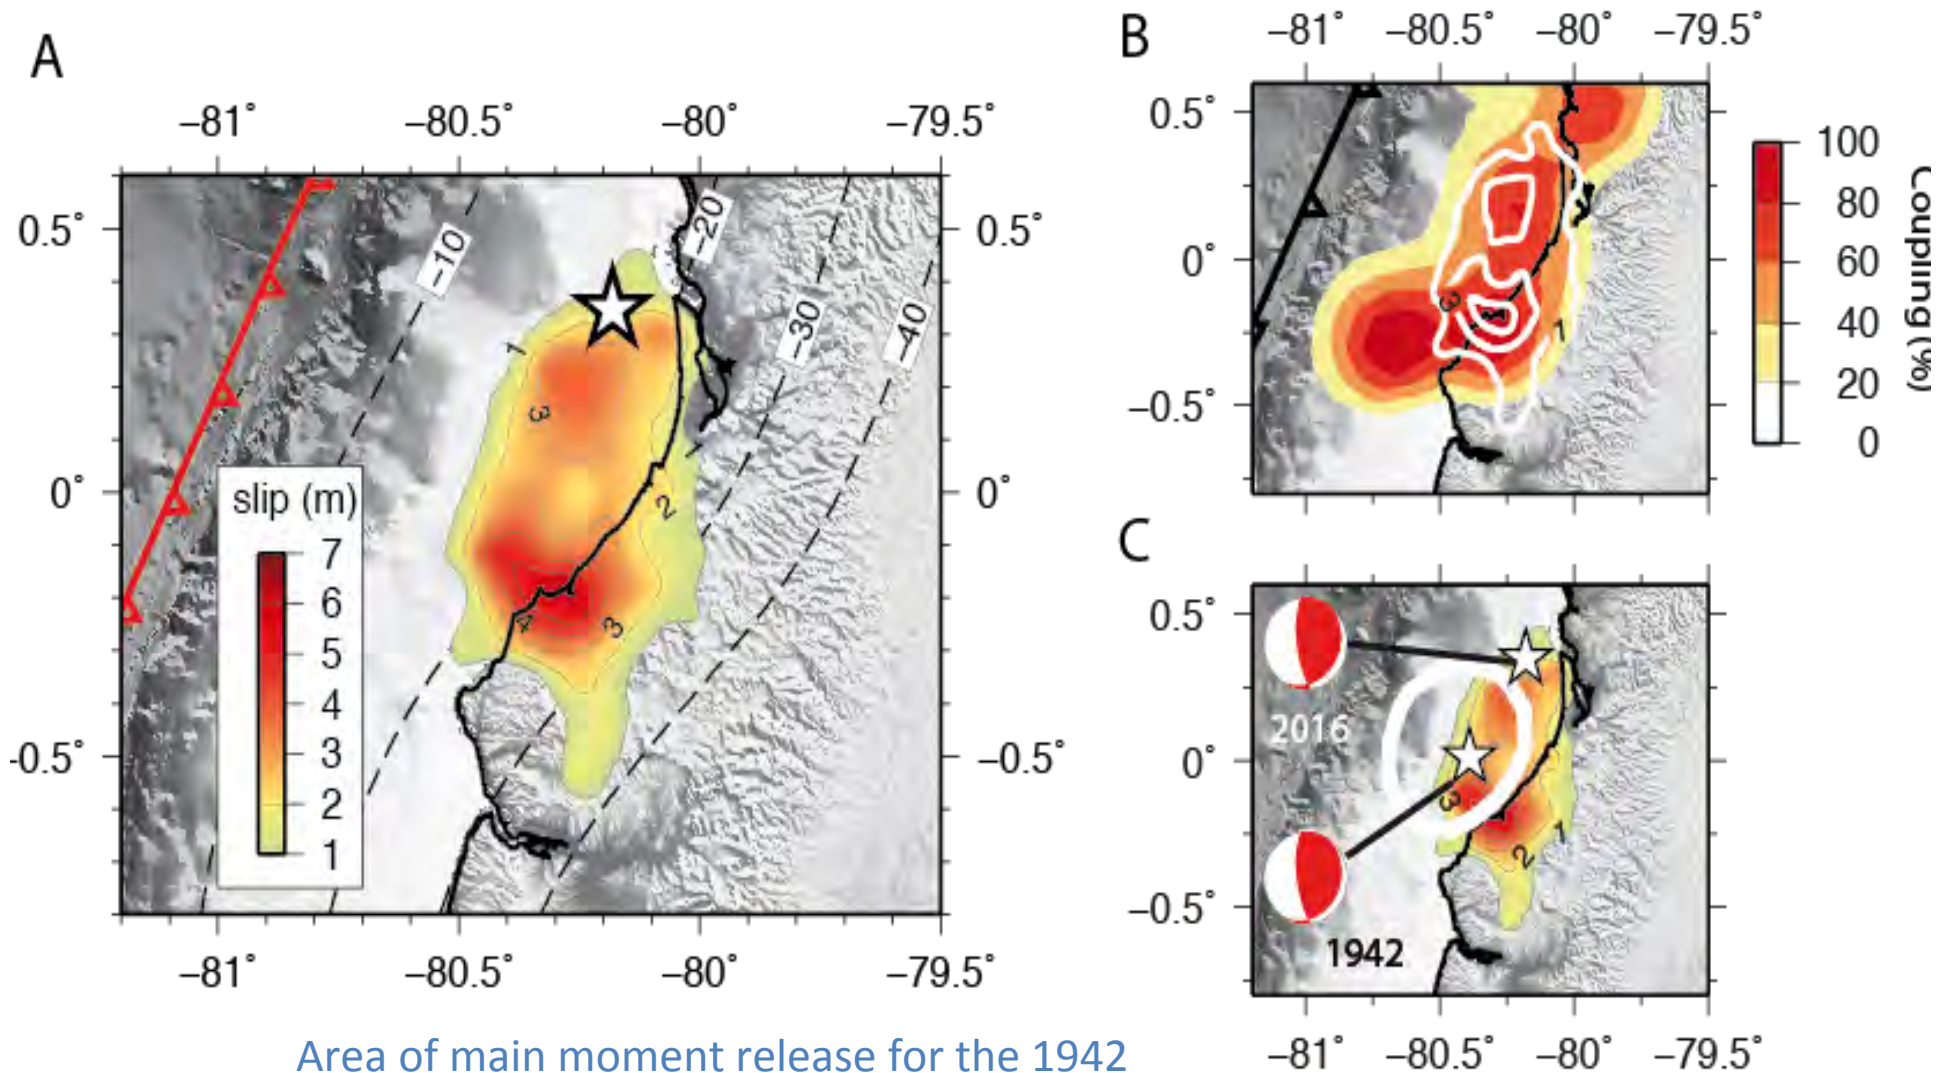 A
−81˚ −80.5˚ −80˚ −79.5˚
0.5˚ 0.5˚
0˚ 0˚
-0.5˚ −0.5˚
−81˚ −80.5˚ −80˚ −79.5˚
−10 −20 −30 −40
1
3
2
4 3
slip (m)
7
6
5
4
3
2
1
B
−81˚ −80.5˚ −80˚ −79.5˚
0.5˚
0˚
−0.5˚
3 1
100
80
60
40
20
0
Coupling (%)
C
0.5˚
0˚
−0.5˚
2016
1942
3 1
2
−81˚ −80.5˚ −80˚ −79.5˚
Area of main moment release for the 1942